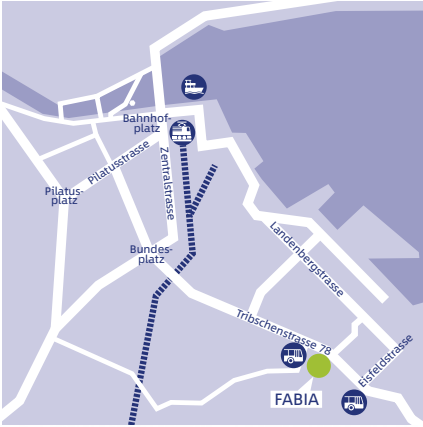 Bahnhof-
platz
Pilatusstrasse
Zentralstrasse
Pilatus-
platz
Landenbergstrasse
Bundes-
platz
Tribschenstrasse 78
Eisfeldstrasse
FABIA